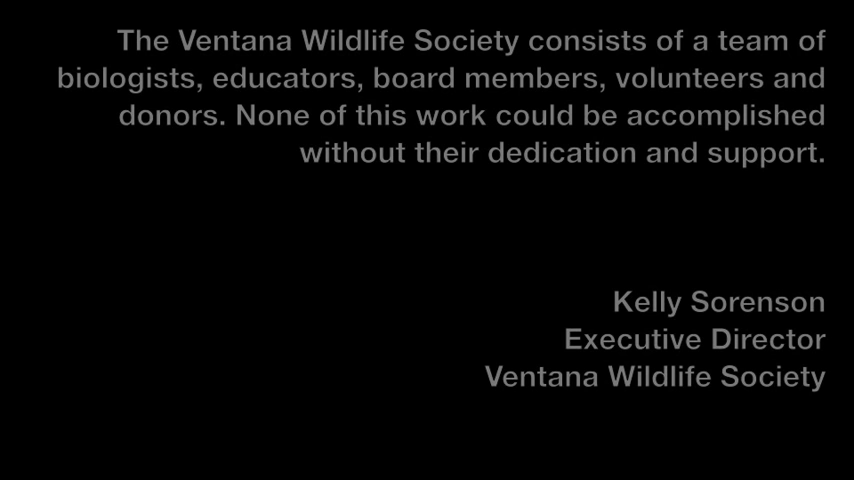 The Ventana Wildlife Society consists of a team of
biologists, educators, board members, volunteers and
donors. None of this work could be accomplished
without their dedication and support.
Kelly Sorenson
Executive Director
Ventana Wildlife Society